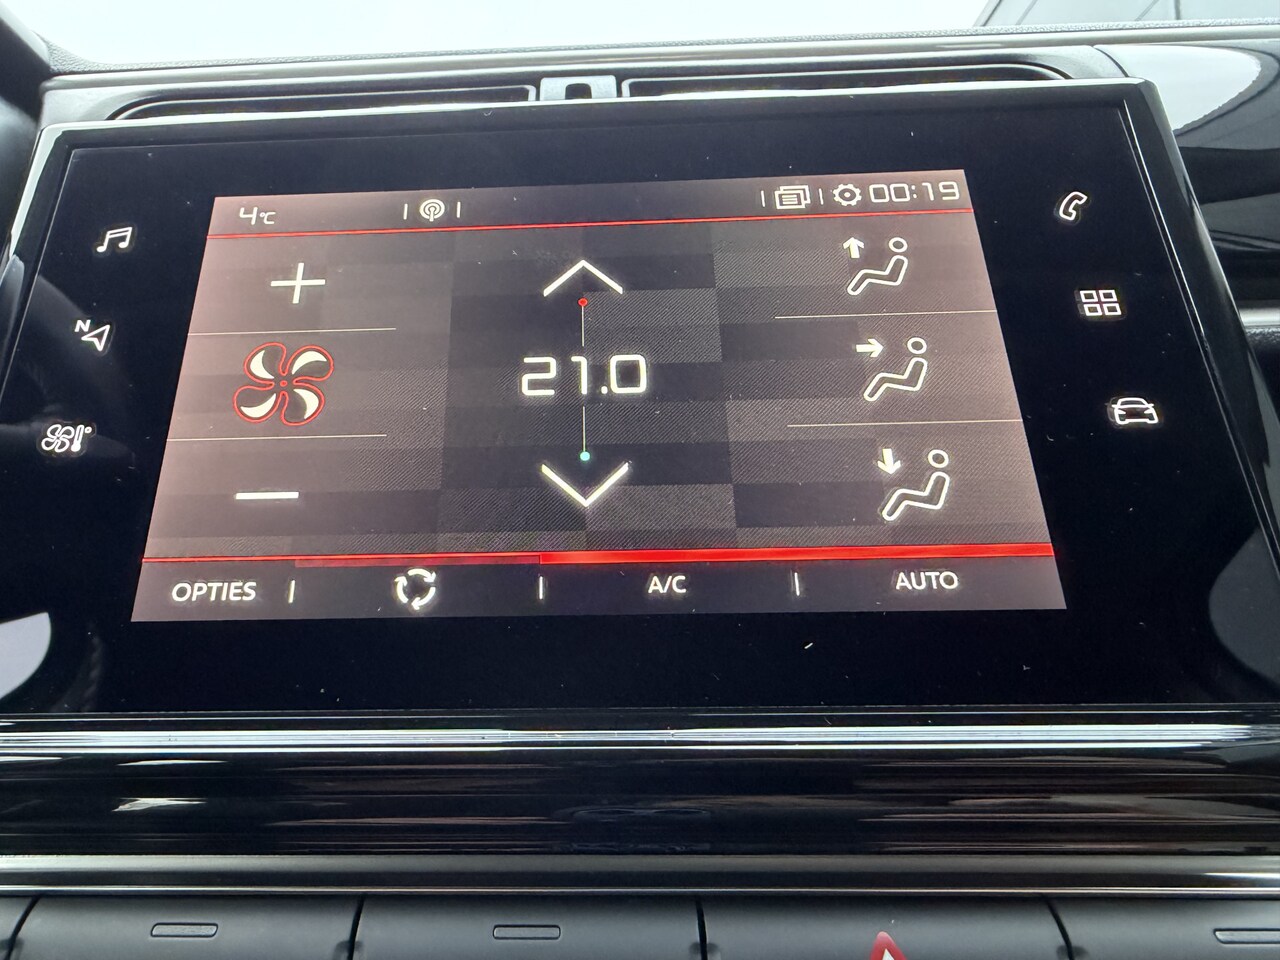 4°C
00:19
N
21.0
OPTIES
A/C
AUTO